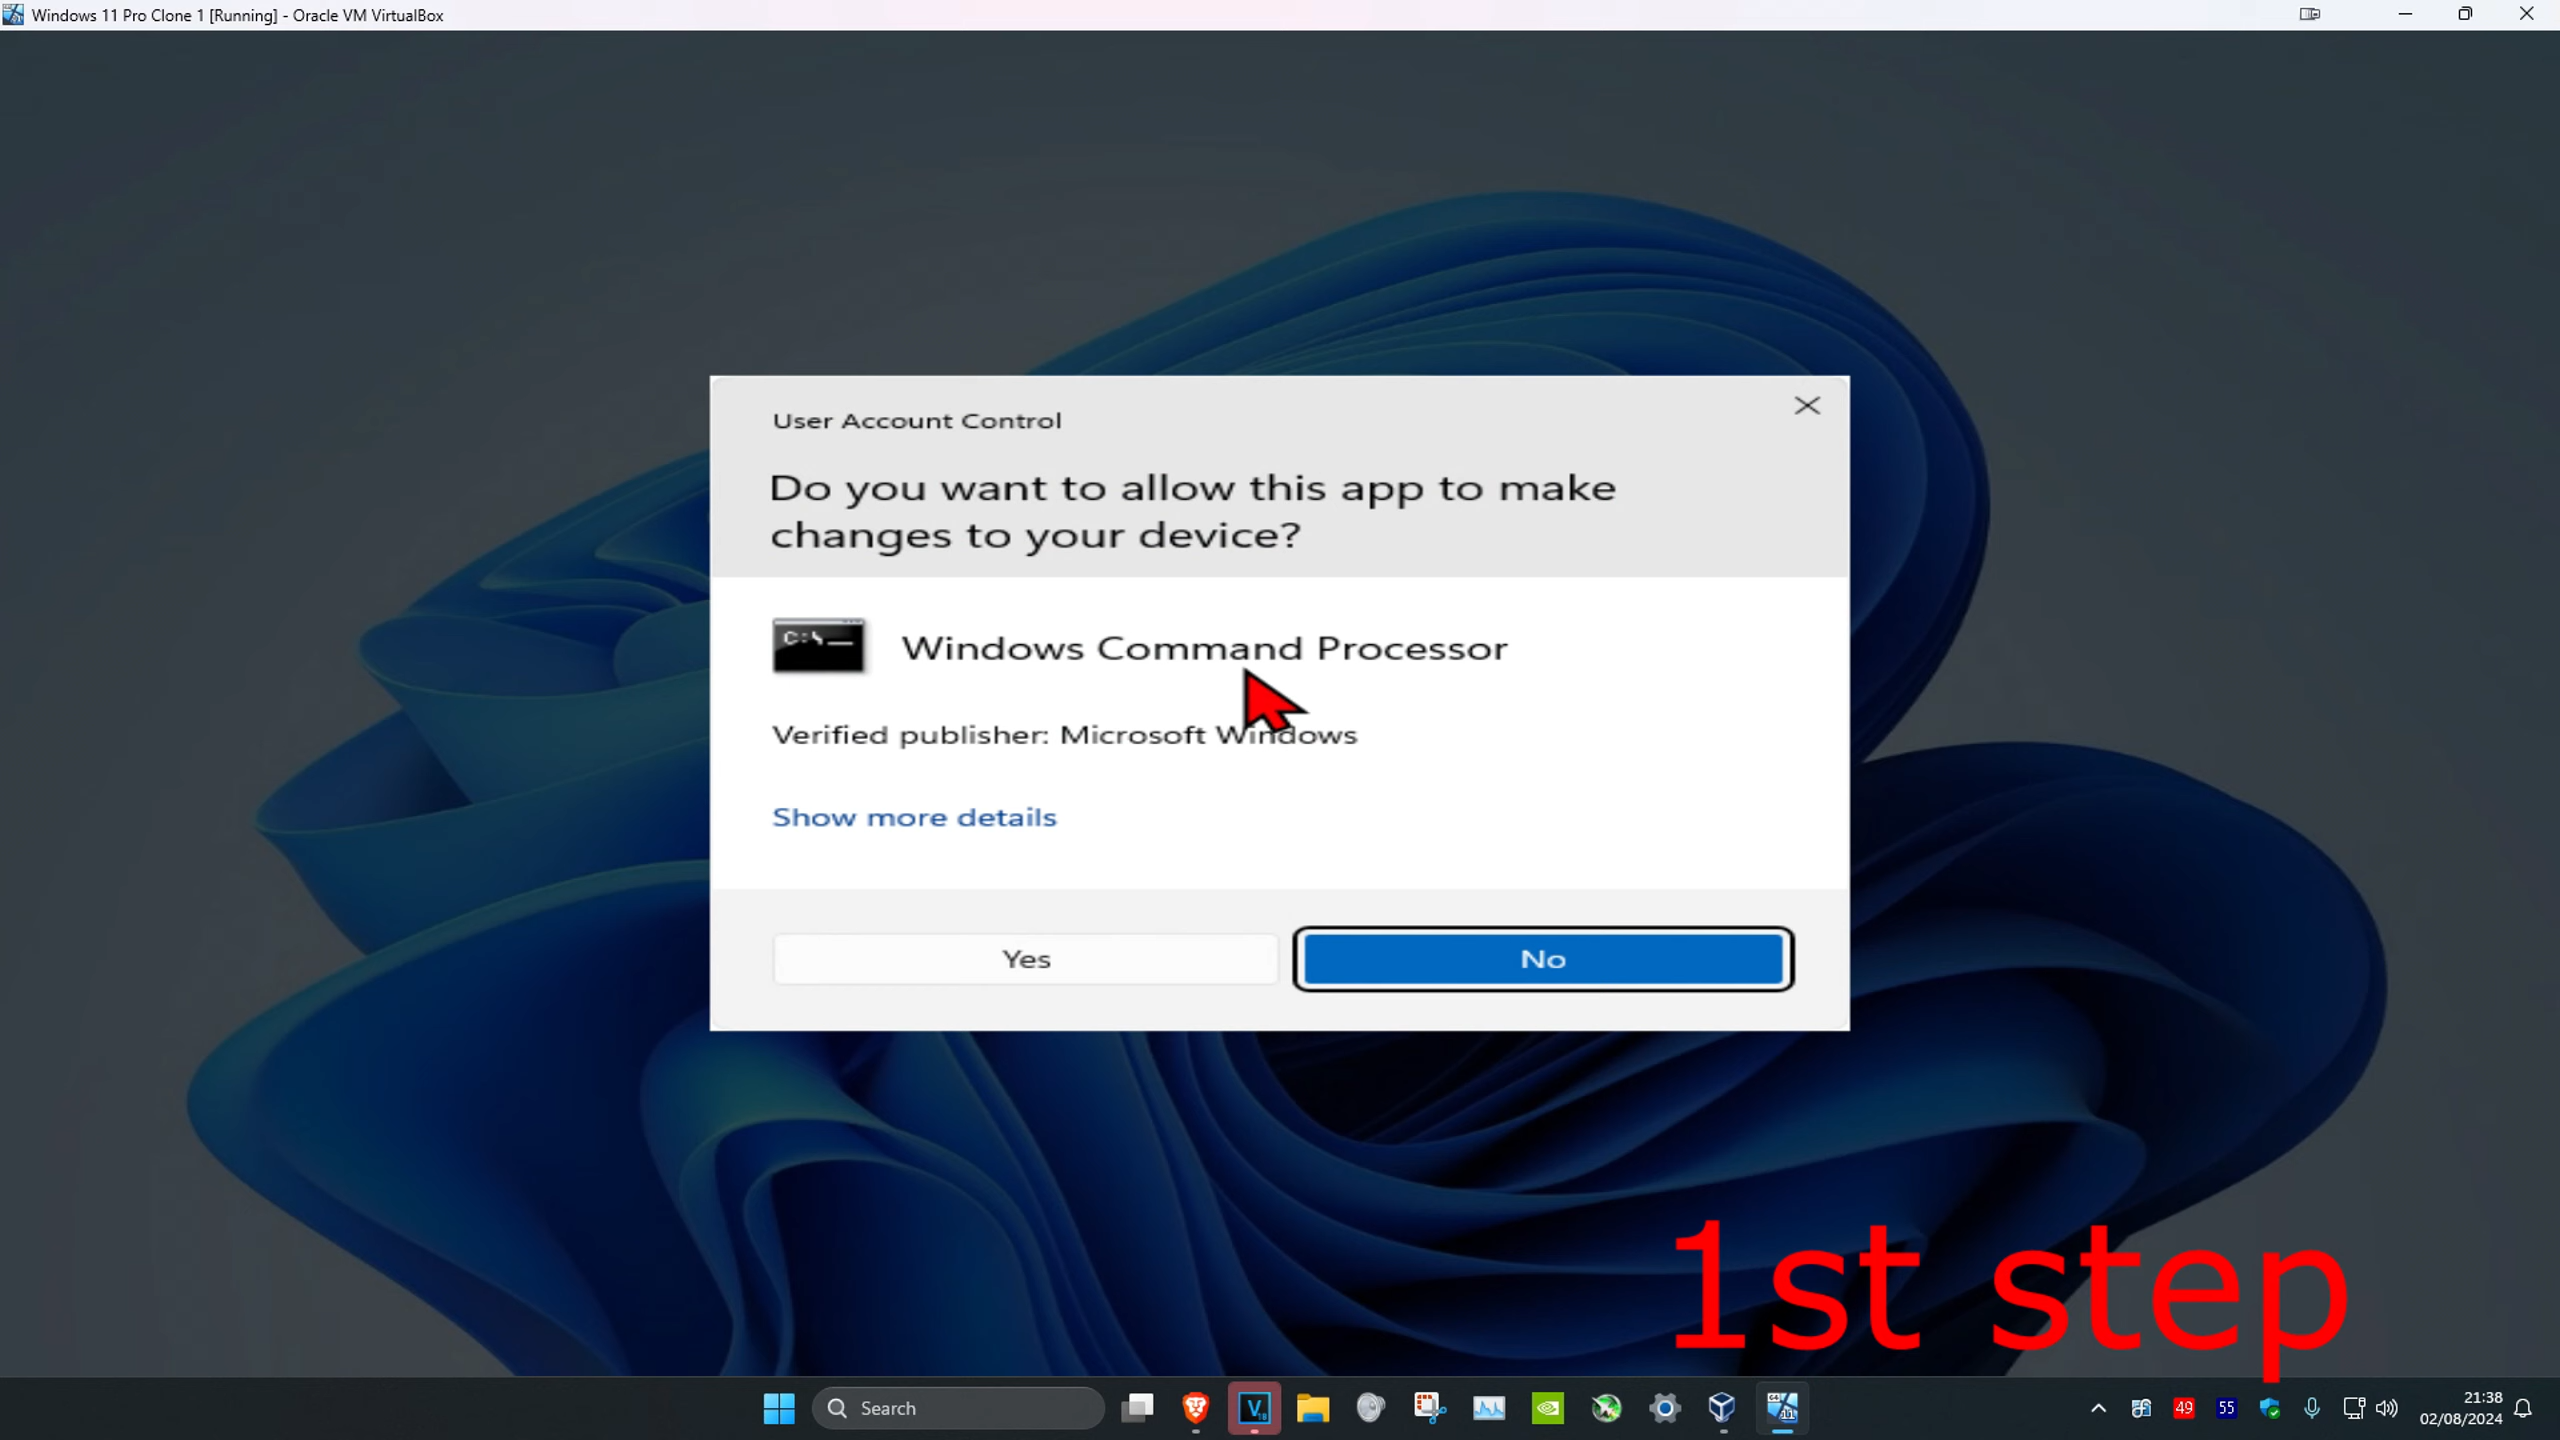 Windows 11 Pro Clone 1 [Running] - Oracle VM VirtualBox
User Account Control
Do you want to allow this app to make
changes to your device?
C:\_
Windows Command Processor
Verified publisher: Microsoft Windows
Show more details
Yes
No
1st step
Search
49
55
21:38
02/08/2024